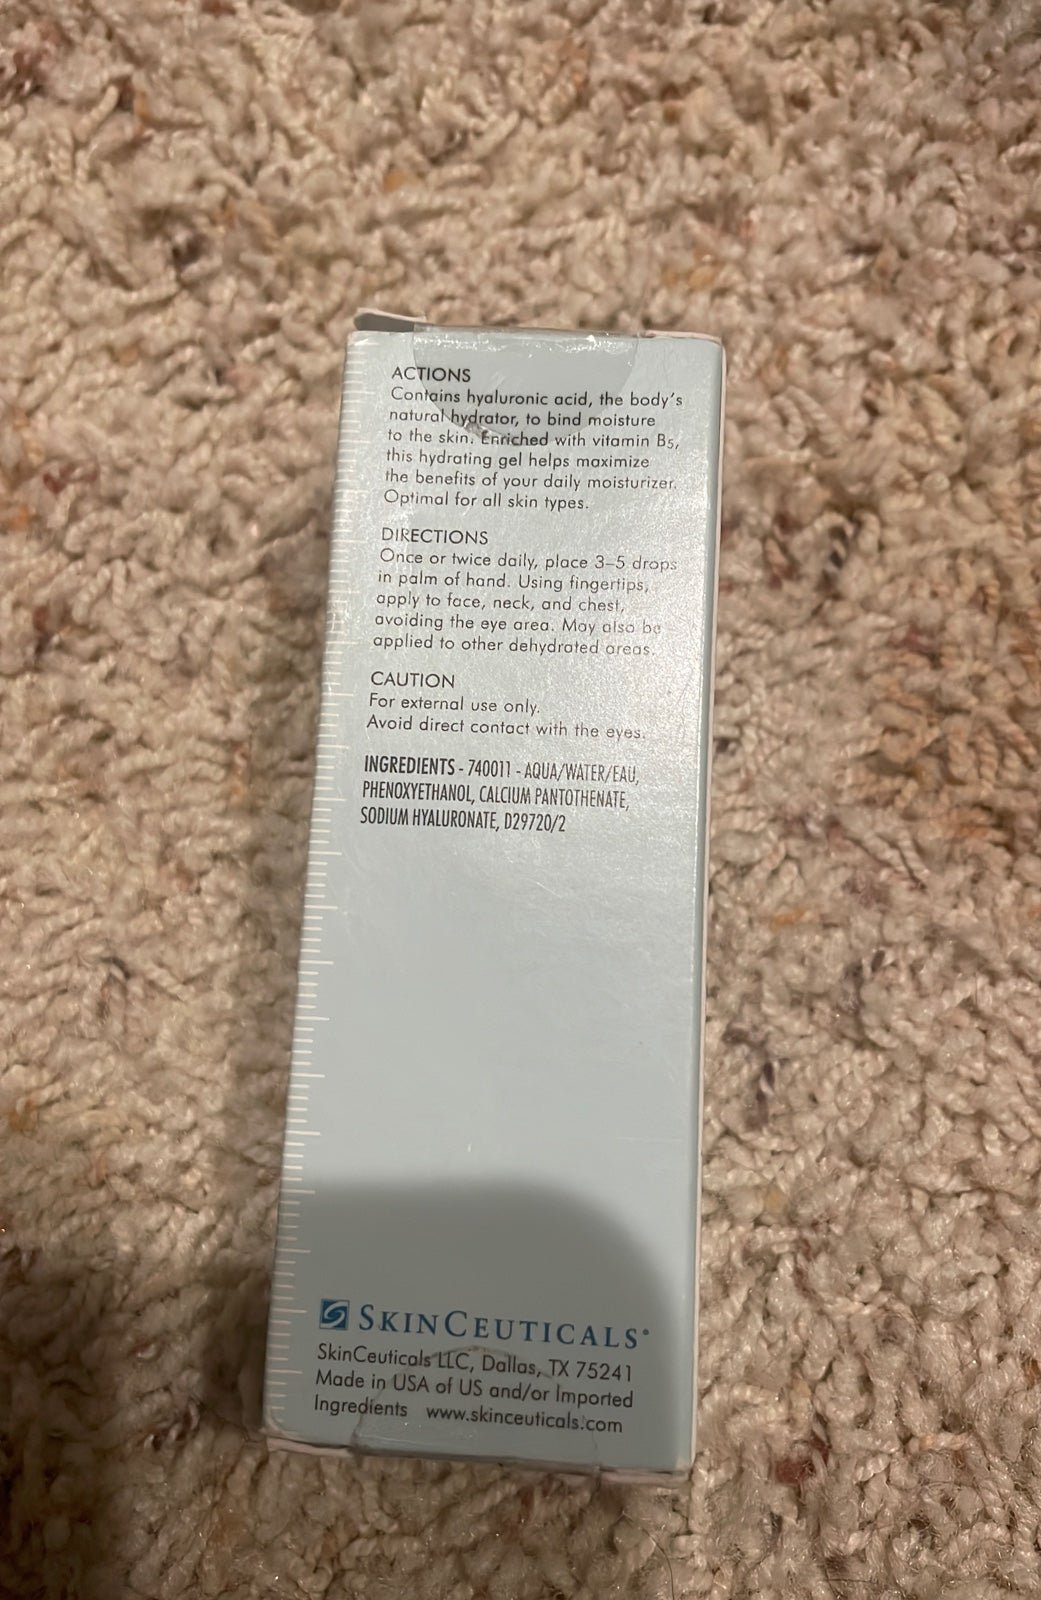 ACTIONS
Contains hyaluronic acid, the body's
natural hydrator, to bind moisture
to the skin. Enriched with vitamin B5,
this hydrating gel helps maximize
the benefits of your daily moisturizer.
Optimal for all skin types.
DIRECTIONS
Once or twice daily, place 3–5 drops
in palm of hand. Using fingertips,
apply to face, neck, and chest,
avoiding the eye area. May also be
applied to other dehydrated areas.
CAUTION
For external use only.
Avoid direct contact with the eyes.
INGREDIENTS - 740011 - AQUA/WATER/EAU,
PHENOXYETHANOL, CALCIUM PANTOTHENATE,
SODIUM HYALURONATE, D29720/2
SKINCEUTICALS®
SkinCeuticals LLC, Dallas, TX 75241
Made in USA of US and/or Imported
Ingredients www.skinceuticals.com